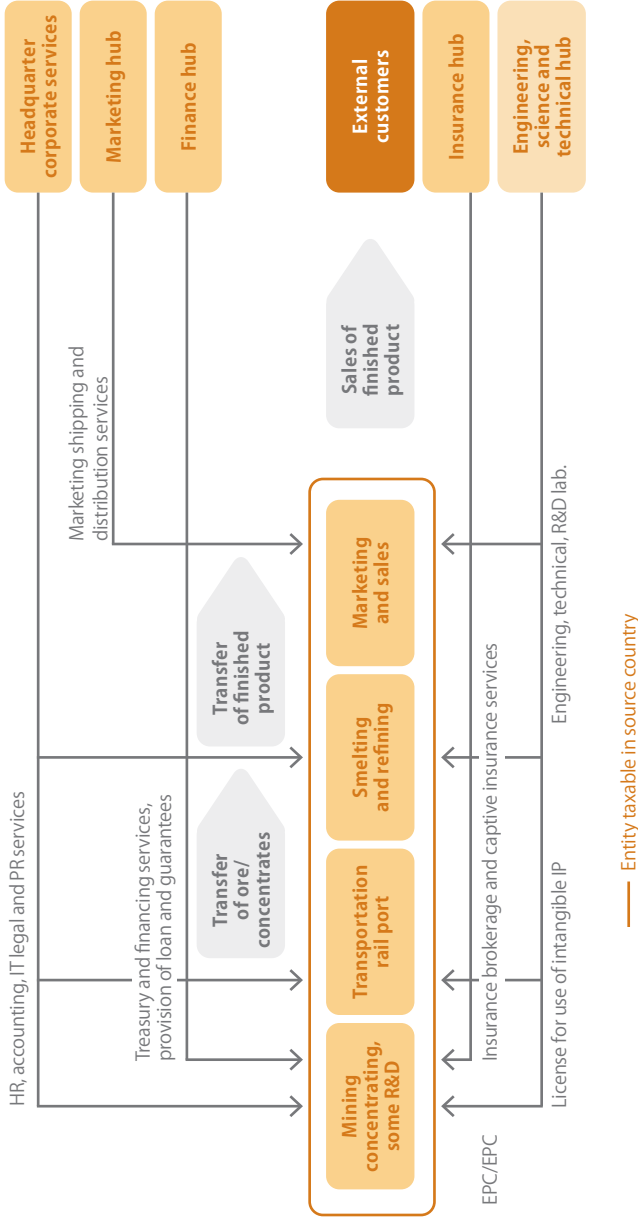 HR, accounting, IT legal and PR services
Headquarter
corporate services
Marketing shipping and
distribution services
Marketing hub
Treasury and financing services,
provision of loan and guarantees
Finance hub
Transfer
of ore/
concentrates
Transfer
of finished
product
Mining
concentrating,
some R&D
Transportation
rail port
Smelting
and refining
Marketing
and sales
Sales of
finished
product
External
customers
EPC/EPC
Insurance brokerage and captive insurance services
Insurance hub
License for use of intangible IP
Engineering, technical, R&D lab.
Engineering,
science and
technical hub
Entity taxable in source country